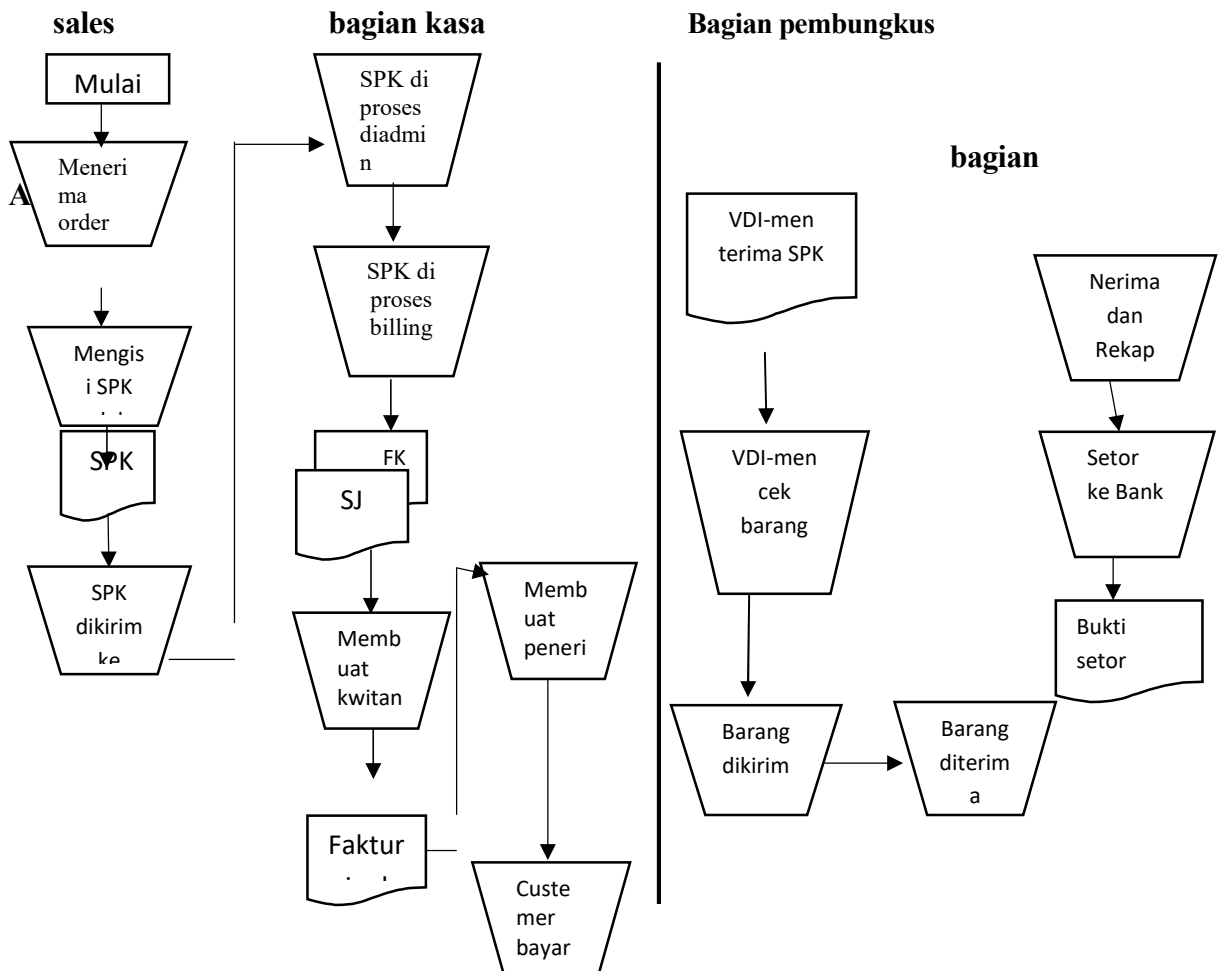 sales
bagian kasa
Bagian pembungkus
bagian
Mulai
A
Meneri
ma
order
Mengis
i SPK
SPK
SPK
dikirim
ke
SPK di
proses
diadmi
n
SPK di
proses
billing
FK
SJ
Memb
uat
kwitan
Faktur
Memb
uat
peneri
Custe
mer
bayar
VDI-men
terima SPK
VDI-men
cek
barang
Barang
dikirim
Barang
diterim
a
Nerima
dan
Rekap
Setor
ke Bank
Bukti
setor